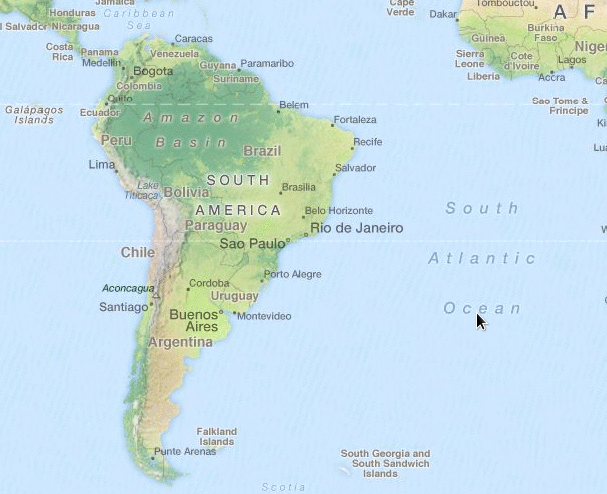 Jamaica
Honduras
Caribbean
Sea
El Salvador
Nicaragua
Cape
Verde
Dakar
Tombouctou
A F
Burkina
Faso
Guinea
Niger
Sierra
Leone
Cote
d'Ivoire
Lagos
Liberia
Accra
Sao Tome &
Principe
Costa
Rica
Panama
Caracas
Medellin
Venezuela
Bogota
Guyana
Paramaribo
Colombia
Suriname
Galápagos
Islands
Quito
Ecuador
Belem
Amazon
Basin
Fortaleza
Peru
Brazil
Recife
Lima
Salvador
SOUTH
AMERICA
Lake
Titicaca
Bolivia
Brasilia
Belo Horizonte
Paraguay
Rio de Janeiro
Sao Paulo
Chile
South
Atlantic
Ocean
Aconcagua
Cordoba
Porto Alegre
Santiago
Uruguay
Buenos
Aires
Montevideo
Argentina
Falkland
Islands
Punte Arenas
South Georgia and
South Sandwich
Islands
Scotia